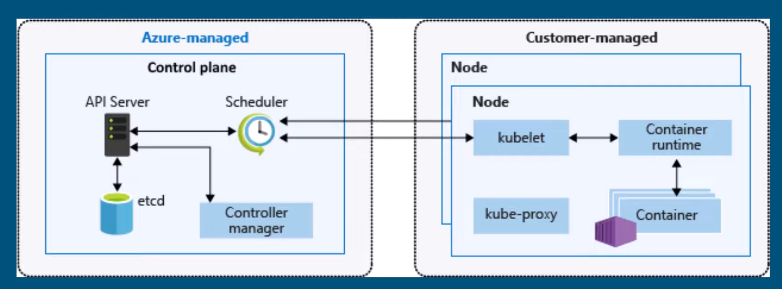 Azure-managed
Control plane
API Server
Scheduler
etcd
Controller
manager
Customer-managed
Node
Node
kubelet
Container
runtime
kube-proxy
Container